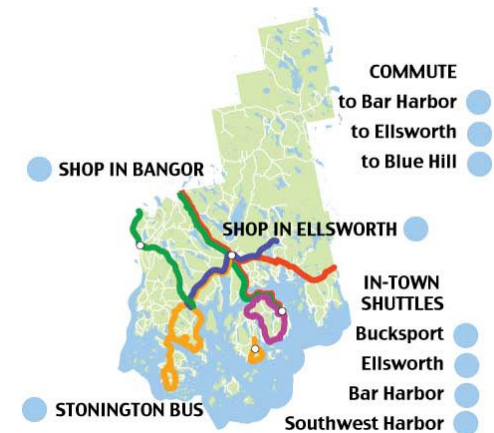 COMMUTE
to Bar Harbor
to Ellsworth
to Blue Hill
SHOP IN BANGOR
SHOP IN ELLSWORTH
IN-TOWN
SHUTTLES
Bucksport
Ellsworth
Bar Harbor
Southwest Harbor
STONINGTON BUS